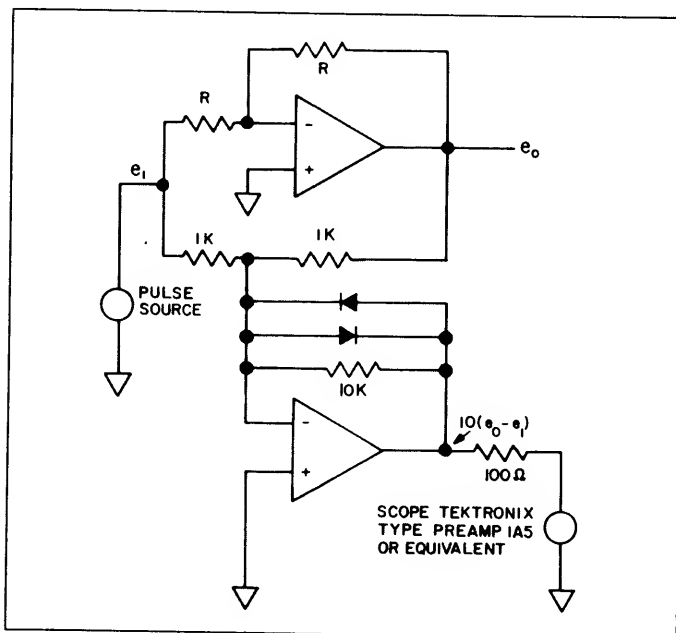 R
R
-
+
e₁
e₀
1K
1K
PULSE
SOURCE
10K
-
+
10(e₀-e₁)
100Ω
SCOPE TEKTRONIX
TYPE PREAMP 1A5
OR EQUIVALENT